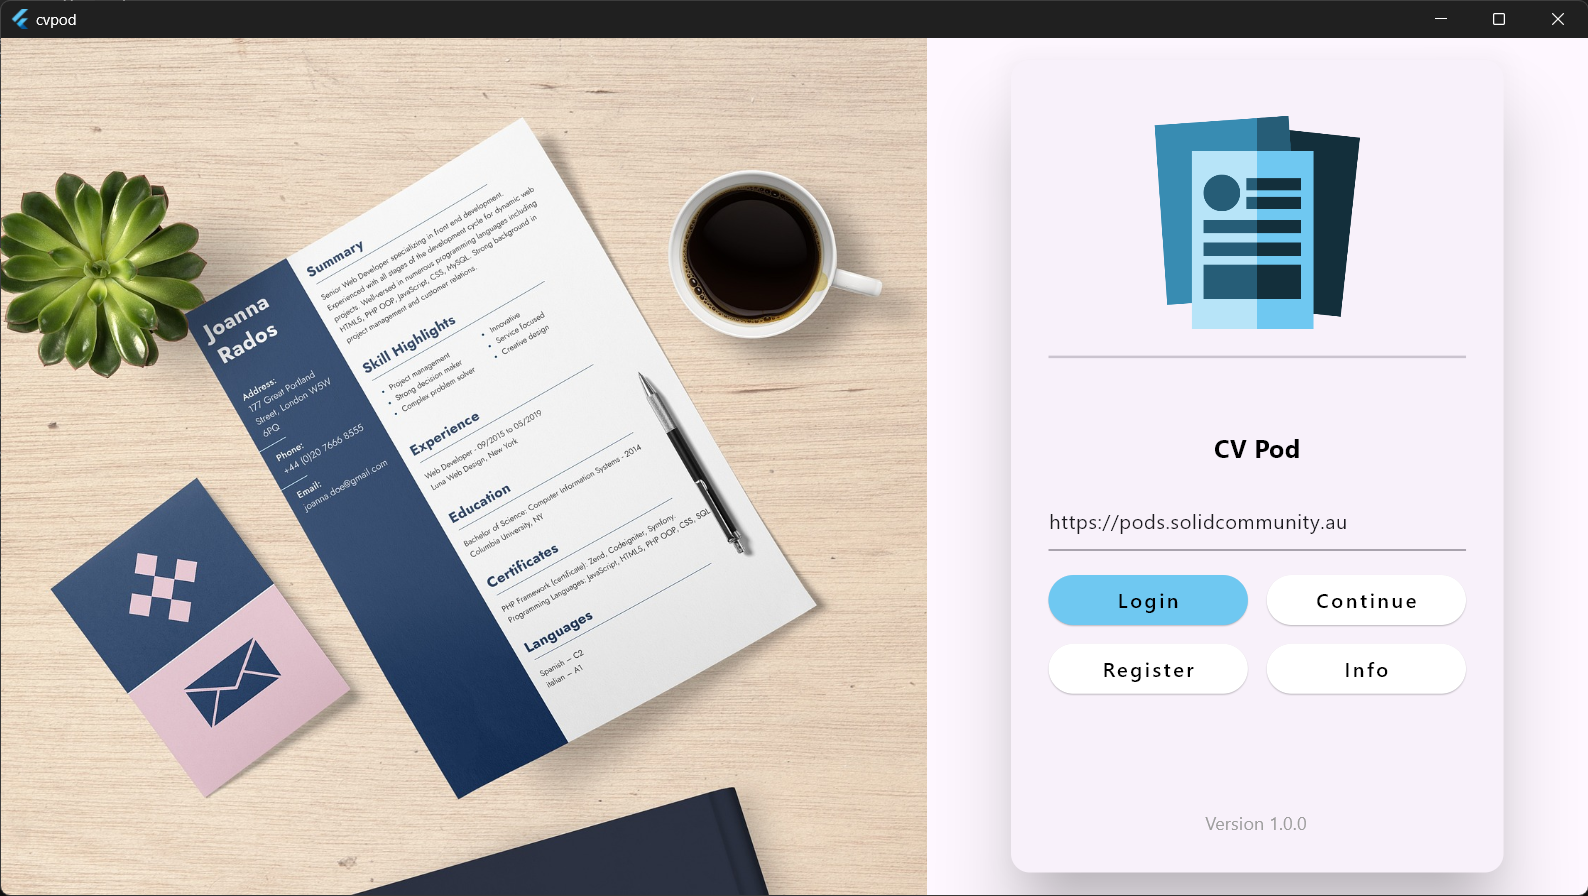 cvpod
Joanna
Rados
Address:
177 Great Portland
Street, London W5W
6PQ
Phone:
+44 (0)20 7666 8555
Email:
joanna.doe@gmail.com
Summary
Senior Web Developer specializing in front end development.
Experienced with all stages of the development cycle for dynamic web
projects. Well-versed in numerous programming languages including
HTML5, PHP OOP, JavaScript, CSS, MySQL. Strong background in
project management and customer relations.
Skill Highlights
• Project management
• Strong decision maker
• Complex problem solver
• Innovative
• Service focused
• Creative design
Experience
Web Developer - 09/2015 to 05/2019
Luna Web Design, New York
Education
Bachelor of Science: Computer Information Systems - 2014
Columbia University, NY
Certificates
PHP Framework (certificate): Zend, Codeigniter, Symfony.
Programming Languages: JavaScript, HTML5, PHP OOP, CSS, SQL
Languages
Spanish – C2
Italian – A1
CV Pod
https://pods.solidcommunity.au
Login
Continue
Register
Info
Version 1.0.0